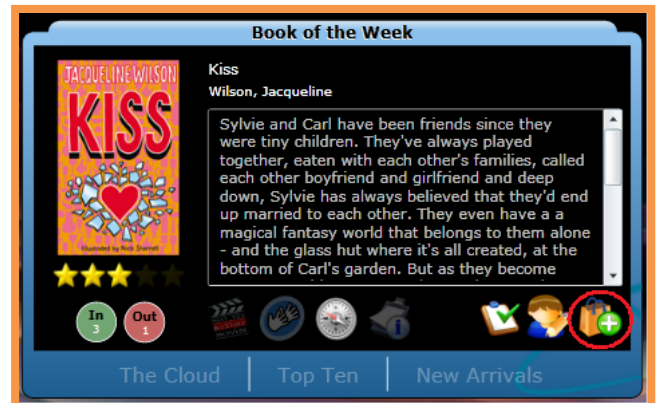 Book of the Week
JACQUELINE WILSON
KISS
Illustrated by Nick Sharratt
Kiss
Wilson, Jacqueline
Sylvie and Carl have been friends since they
were tiny children. They've always played
together, eaten with each other's families, called
each other boyfriend and girlfriend and deep
down, Sylvie has always believed that they'd end
up married to each other. They even have a a
magical fantasy world that belongs to them alone
- and the glass hut where it's all created, at the
bottom of Carl's garden. But as they become
In
3
Out
1
The Cloud
Top Ten
New Arrivals